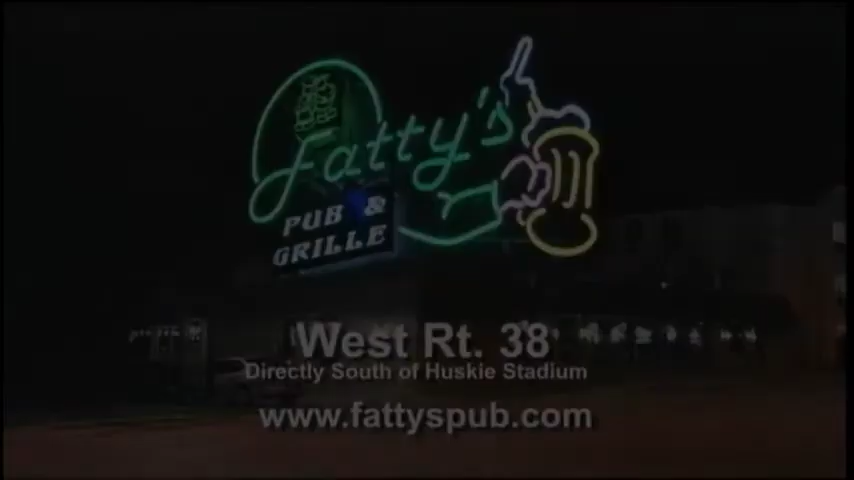 Fatty's
PUB &
GRILLE
West Rt. 38
Directly South of Huskie Stadium
www.fattyspub.com